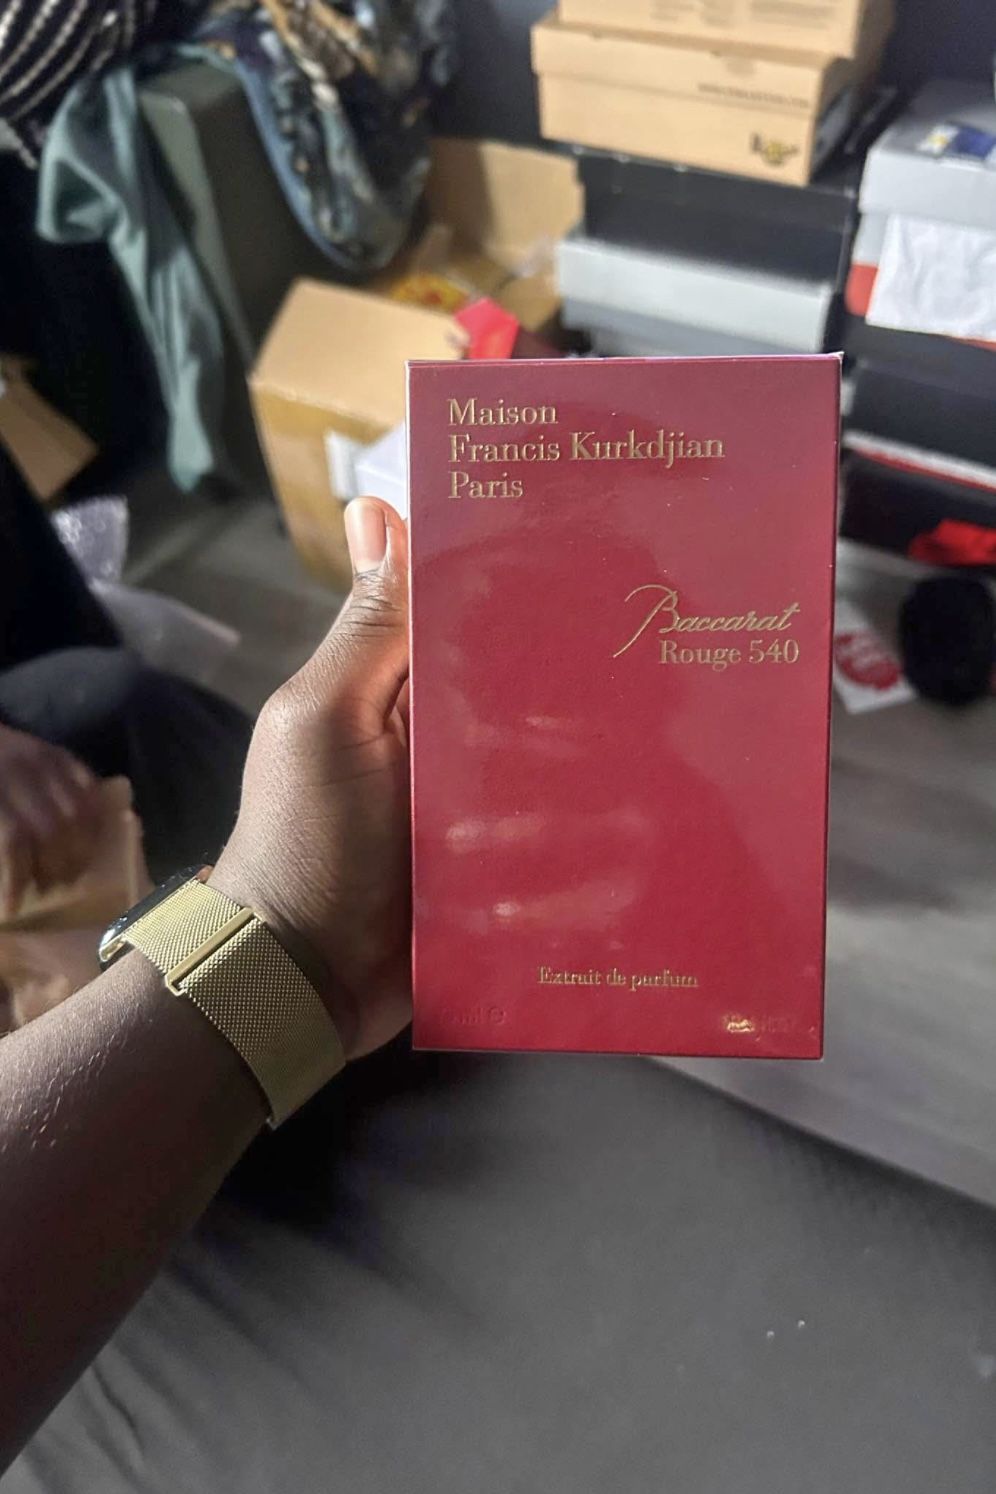 Maison
Francis Kurkdjian
Paris
Baccarat
Rouge 540
Extrait de parfum